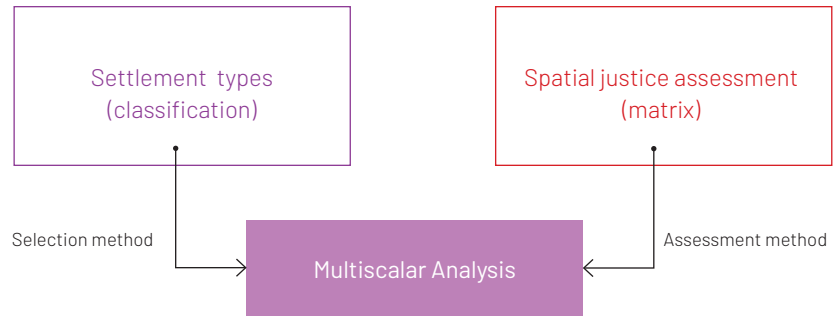 Settlement types
(classification)
Spatial justice assessment
(matrix)
Selection method
Assessment method
Multiscalar Analysis